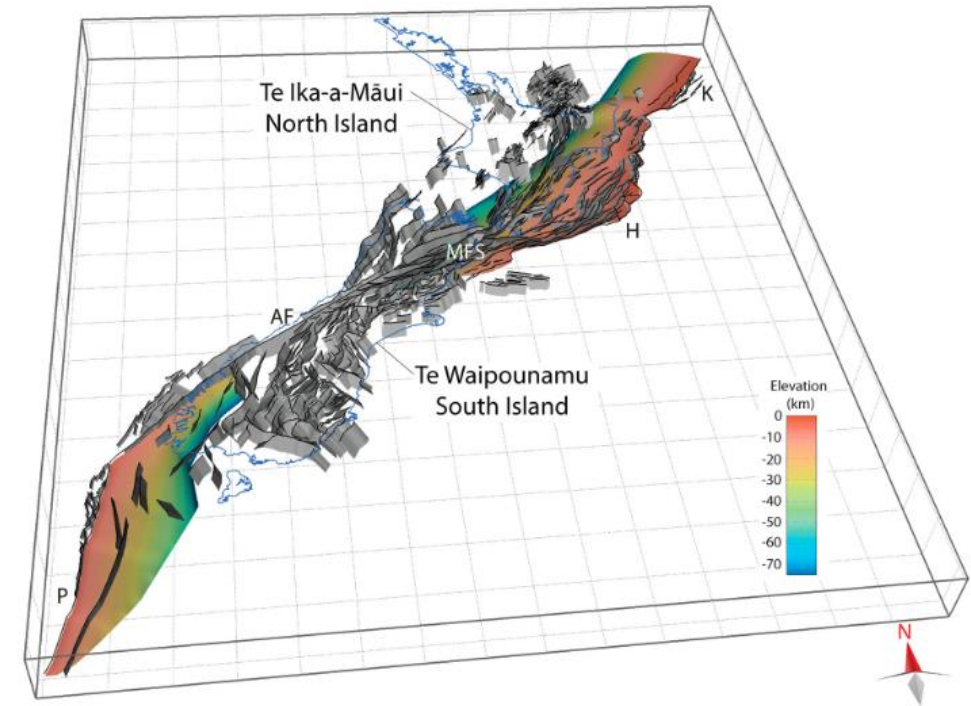 Te Ika-a-Māui
North Island
K
H
MFS
AF
Te Waipounamu
South Island
P
Elevation
(km)
0
-10
-20
-30
-40
-50
-60
-70
N